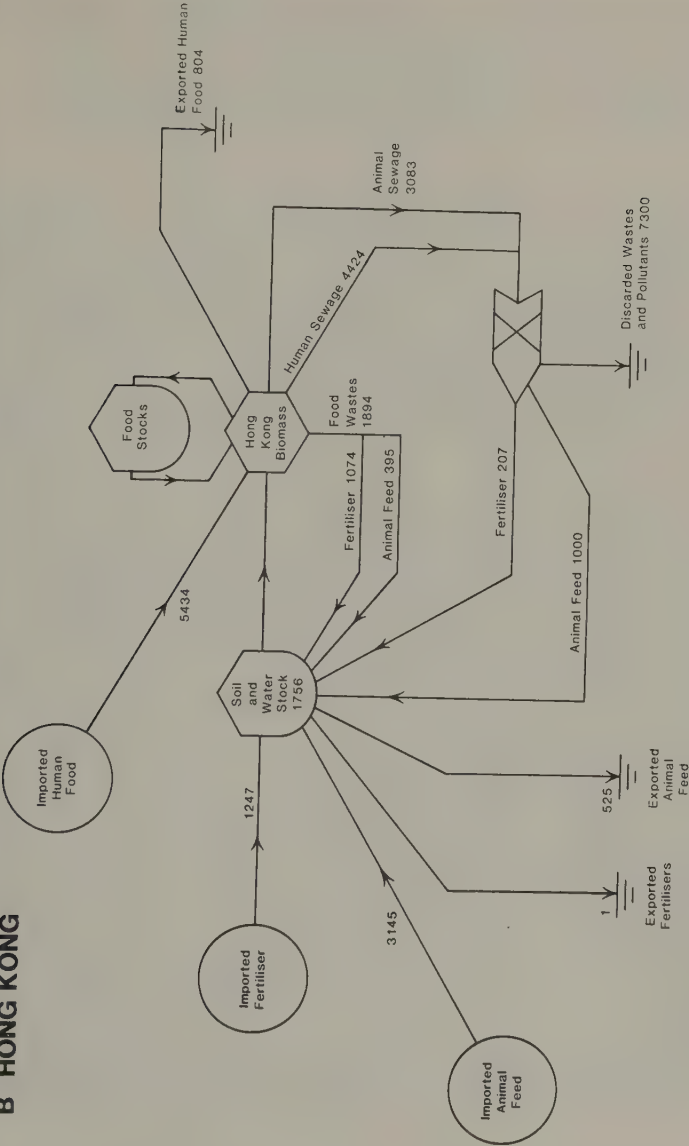 B HONG KONG
Imported
Human
Food
5434
Food
Stocks
Hong
Kong
Biomass
Exported Human
Food 804
Animal
Sewage
3083
Human Sewage 4424
Food
Wastes
1894
Fertiliser 1074
Animal Feed 395
Imported
Fertiliser
1247
Soil
and
Water
Stock
1756
Fertiliser 207
Animal Feed 1000
Discarded Wastes
and Pollutants 7300
Imported
Animal
Feed
3145
1
Exported
Fertilisers
525
Exported
Animal
Feed